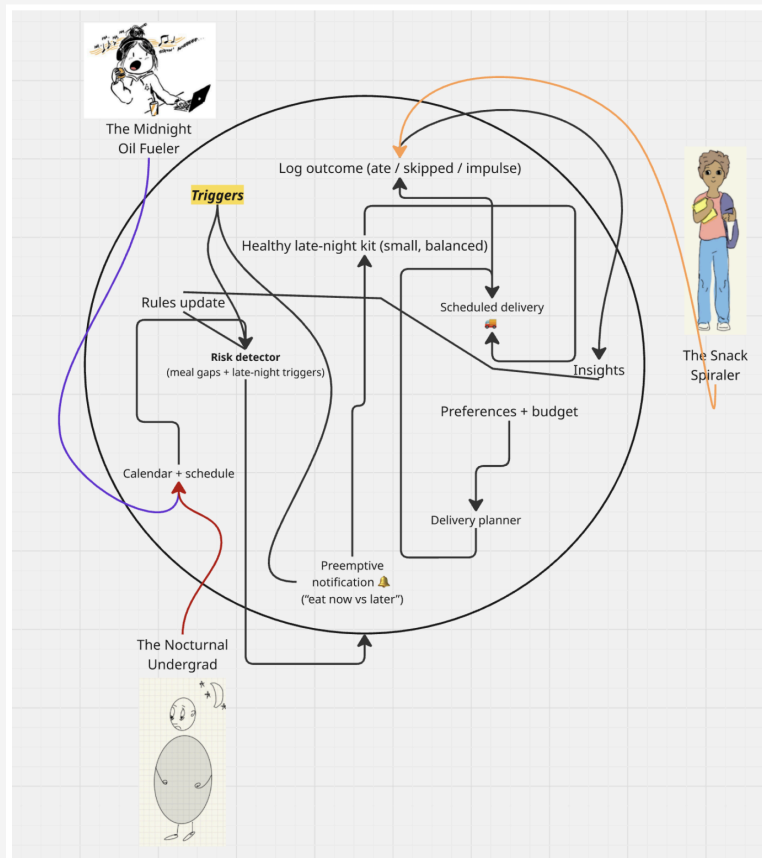 The Midnight
Oil Fueler
Triggers
Log outcome (ate / skipped / impulse)
Healthy late-night kit (small, balanced)
Rules update
Scheduled delivery
Risk detector
(meal gaps + late-night triggers)
Insights
The Snack
Spiraler
Preferences + budget
Calendar + schedule
Delivery planner
Preemptive
notification 🔔
(“eat now vs later”)
The Nocturnal
Undergrad